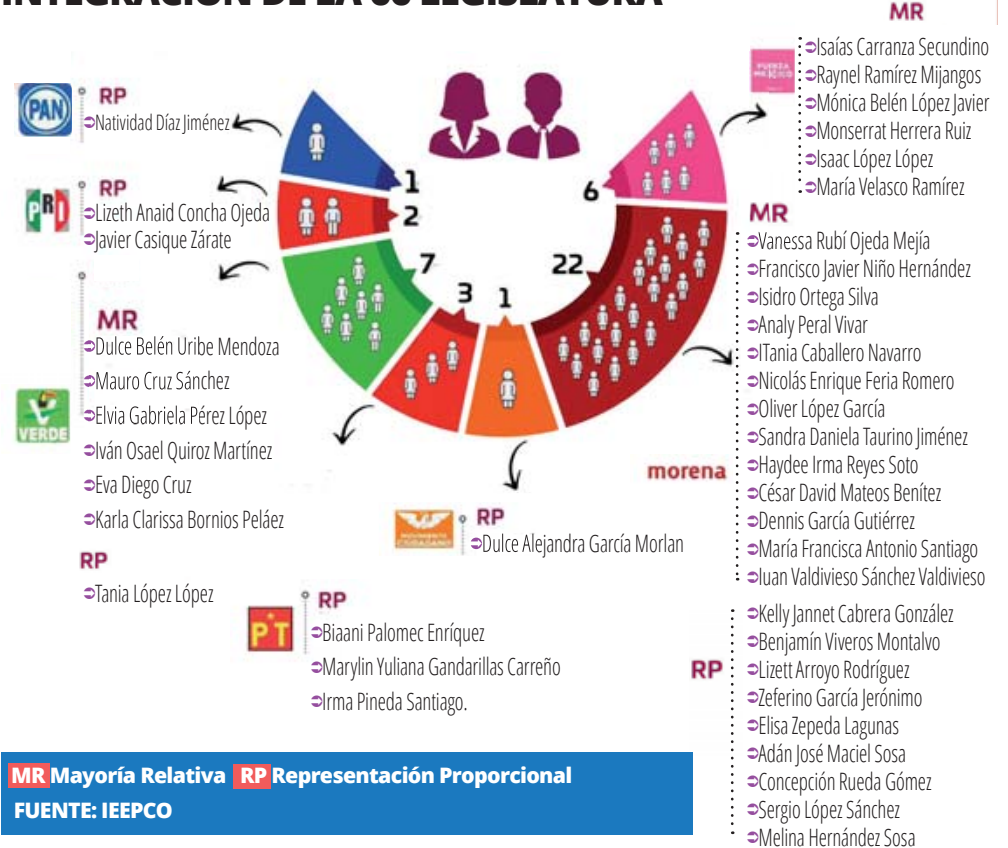 INTEGRACIÓN DE LA 66 LEGISLATURA
PAN
RP
Natividad Díaz Jiménez
PRI
RP
Lizeth Anaid Concha Ojeda
Javier Casique Zárate
VERDE
MR
Dulce Belén Uribe Mendoza
Mauro Cruz Sánchez
Elvia Gabriela Pérez López
Iván Osael Quiroz Martínez
Eva Diego Cruz
Karla Clarissa Bornios Peláez
RP
Tania López López
1
2
7
3
1
22
6
PT
RP
Biaani Palomec Enríquez
Marylin Yuliana Gandarillas Carreño
Irma Pineda Santiago.
MOVIMIENTO
CIUDADANO
RP
Dulce Alejandra García Morlan
FUERZA
MEXICO
MR
Isaías Carranza Secundino
Raynel Ramírez Mijangos
Mónica Belén López Javier
Monserrat Herrera Ruiz
Isaac López López
María Velasco Ramírez
morena
MR
Vanessa Rubí Ojeda Mejía
Francisco Javier Niño Hernández
Isidro Ortega Silva
Analy Peral Vivar
ITania Caballero Navarro
Nicolás Enrique Feria Romero
Oliver López García
Sandra Daniela Taurino Jiménez
Haydee Irma Reyes Soto
César David Mateos Benítez
Dennis García Gutiérrez
María Francisca Antonio Santiago
Iuan Valdivieso Sánchez Valdivieso
RP
Kelly Jannet Cabrera González
Benjamín Viveros Montalvo
Lizett Arroyo Rodríguez
Zeferino García Jerónimo
Elisa Zepeda Lagunas
Adán José Maciel Sosa
Concepción Rueda Gómez
Sergio López Sánchez
Melina Hernández Sosa
MR Mayoría Relativa RP Representación Proporcional
FUENTE: IEEPCO